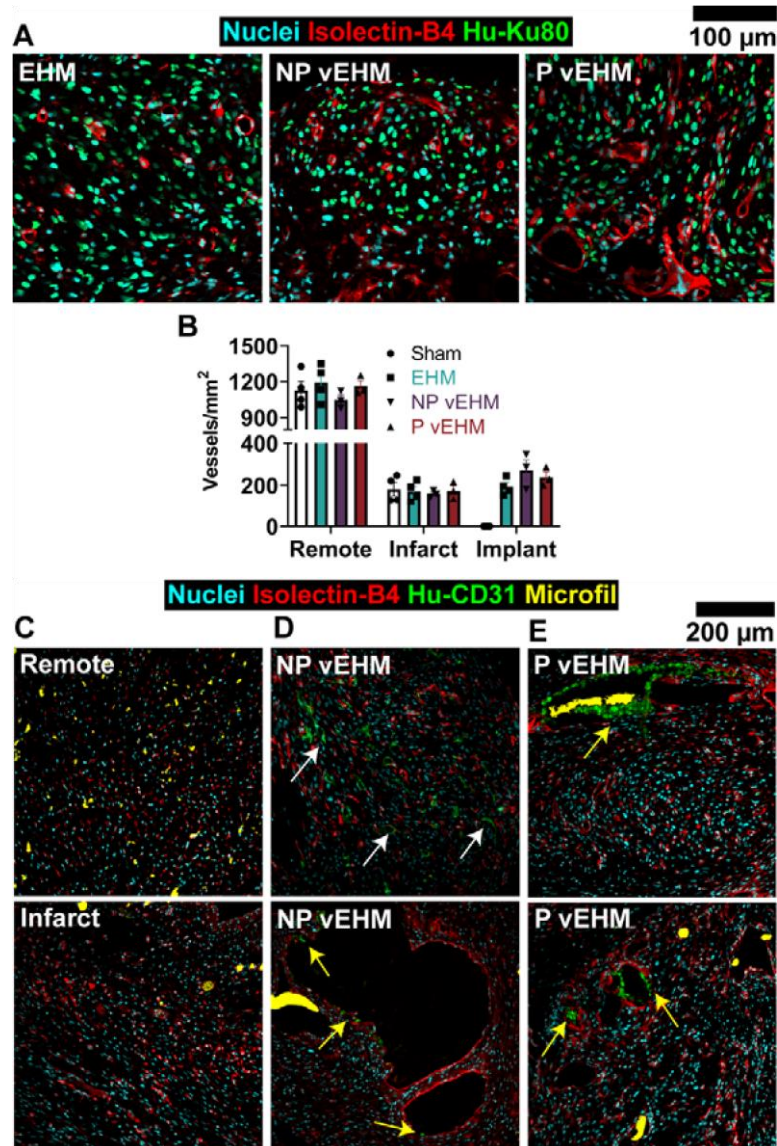 A
Nuclei Isolectin-B4 Hu-Ku80
100 µm
EHM
NP vEHM
P vEHM
B
Vessels/mm²
1500
1200
900
400
200
0
Sham
EHM
NP vEHM
P vEHM
Remote Infarct Implant
Nuclei Isolectin-B4 Hu-CD31 Microfil
200 µm
C
D
E
Remote
NP vEHM
P vEHM
Infarct
NP vEHM
P vEHM